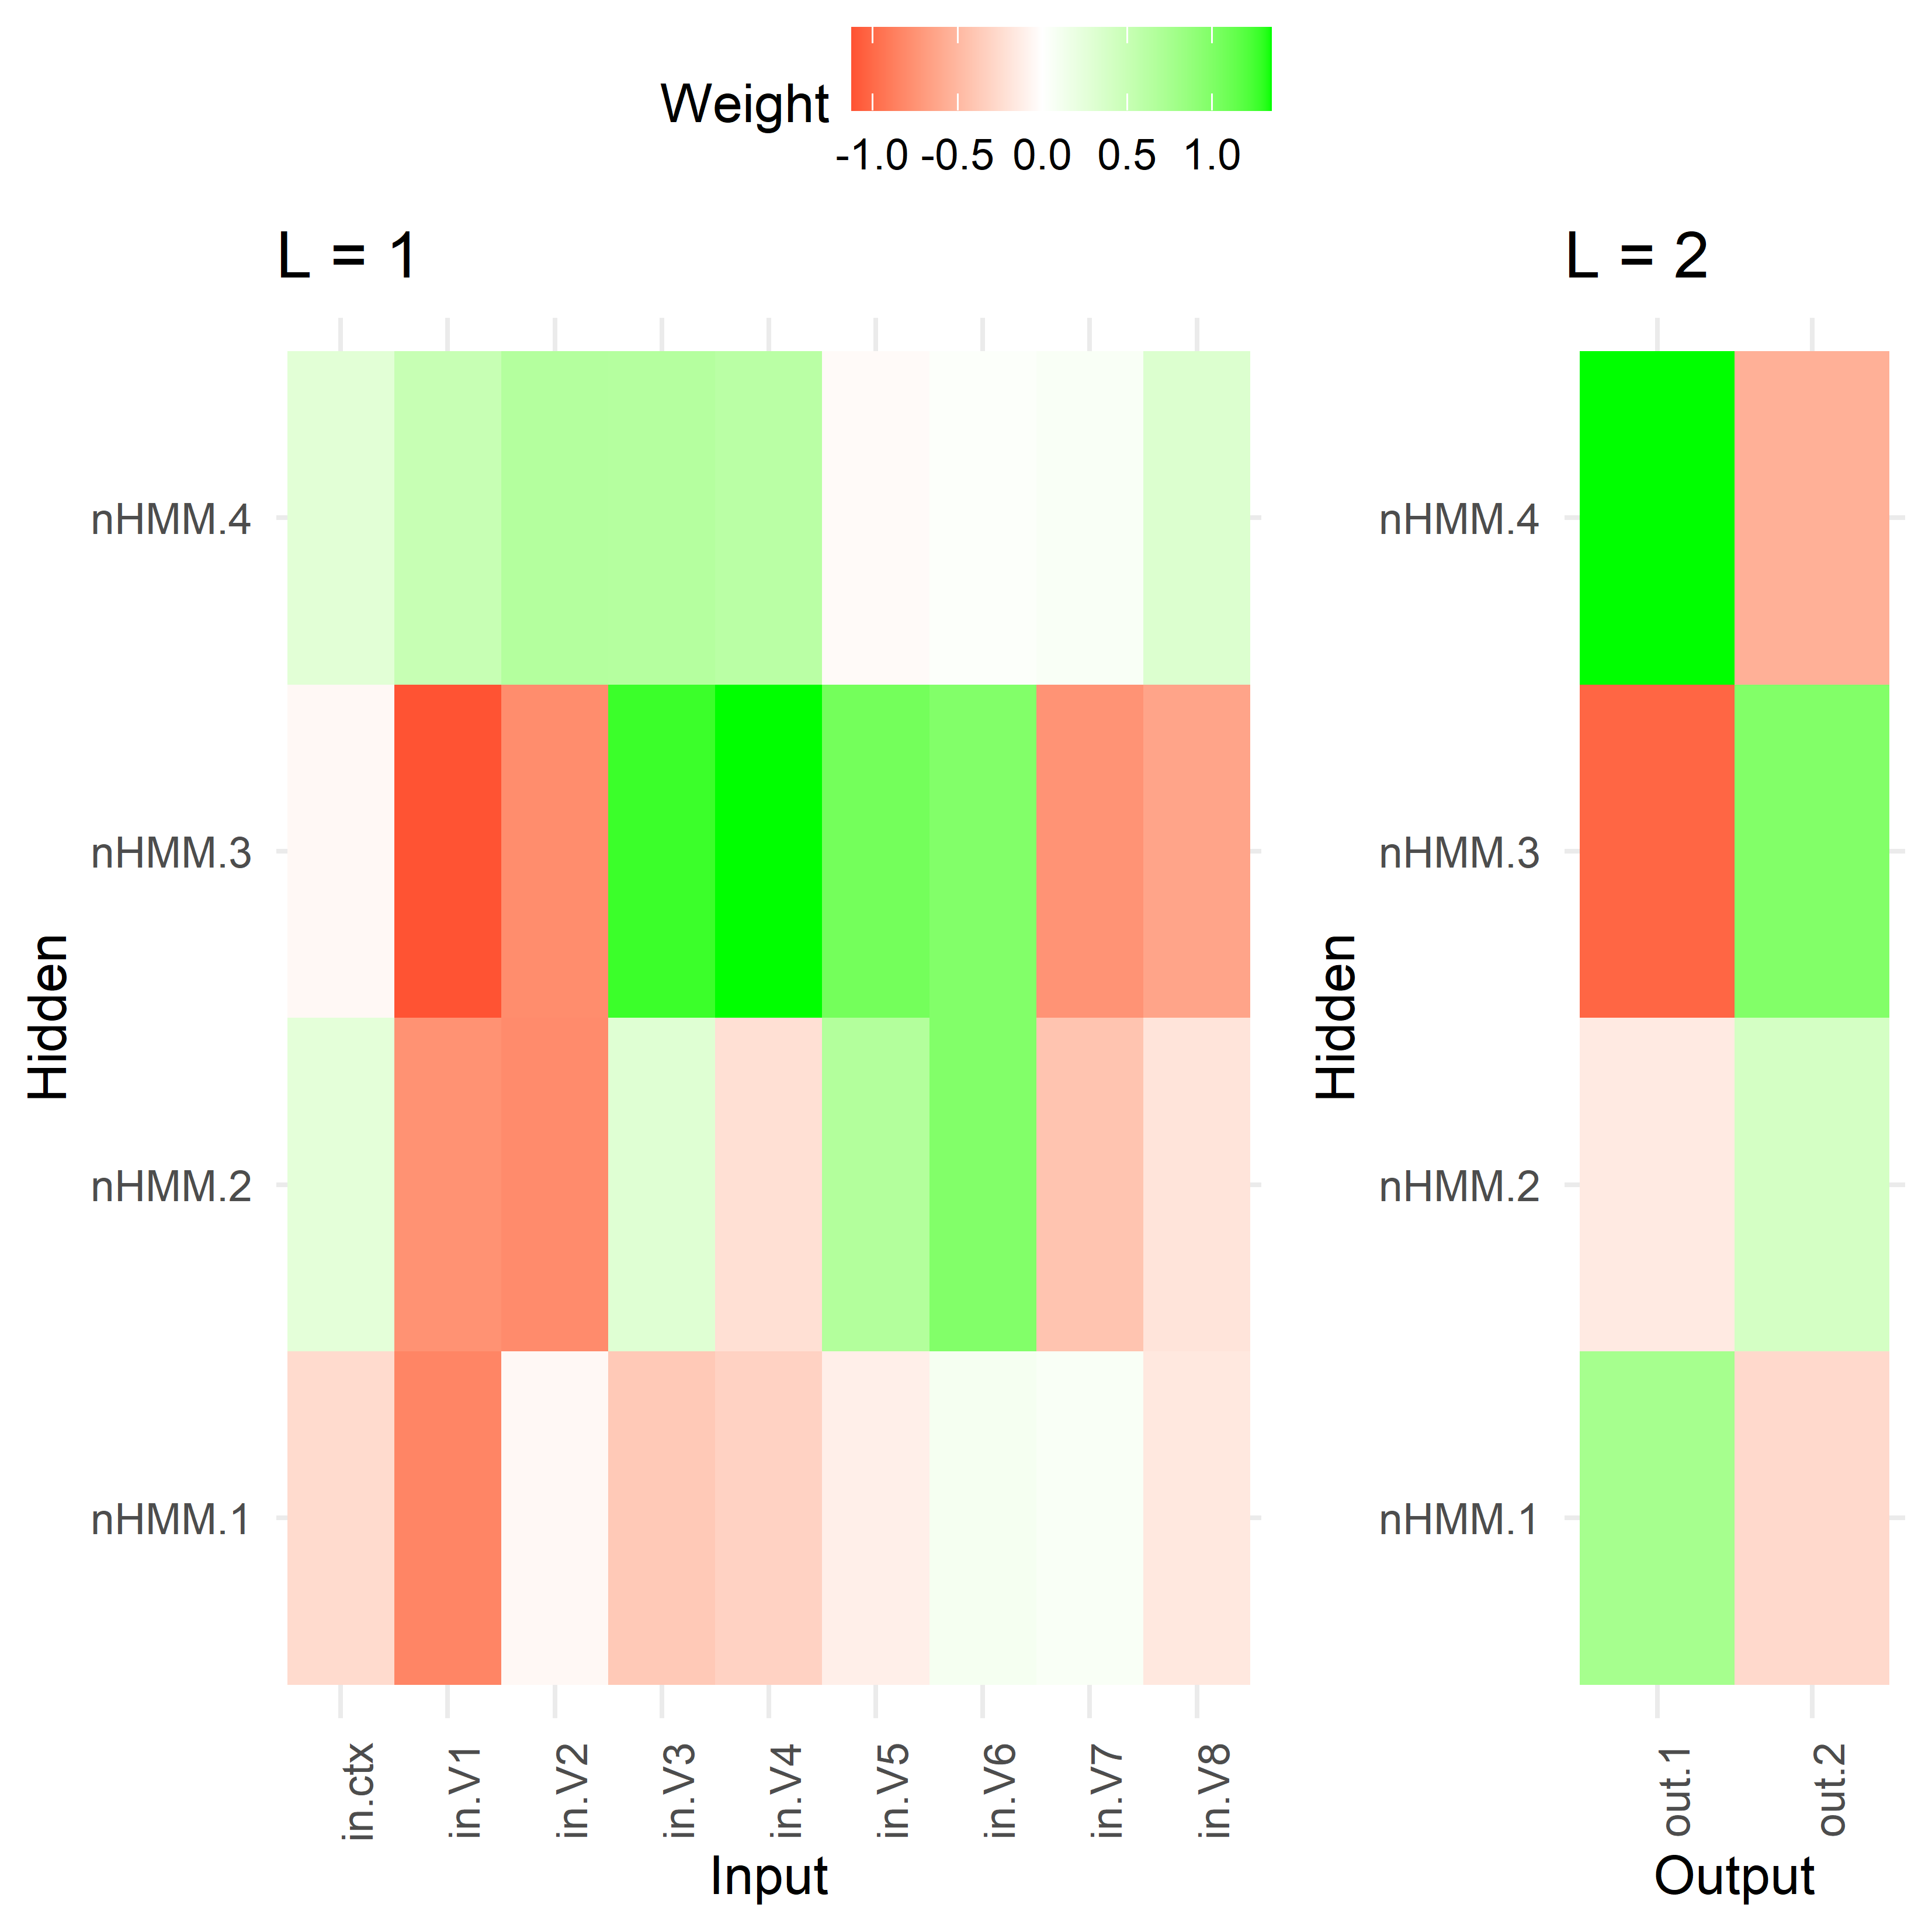 Weight
-1.0 -0.5 0.0 0.5 1.0
L = 1
nHMM.4
nHMM.3
nHMM.2
nHMM.1
Hidden
in.ctx
in.V1
in.V2
in.V3
in.V4
in.V5
in.V6
in.V7
in.V8
Input
L = 2
nHMM.4
nHMM.3
nHMM.2
nHMM.1
Hidden
out.1
out.2
Output